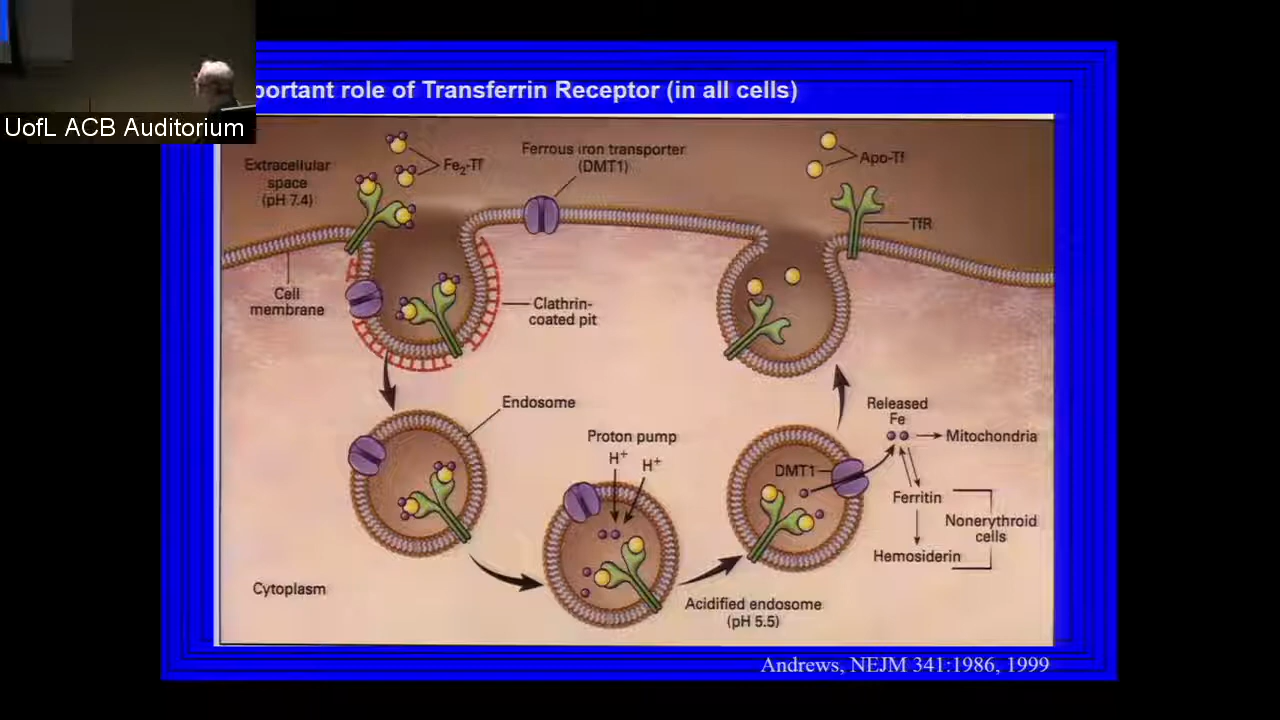 UofL ACB Auditorium
portant role of Transferrin Receptor (in all cells)
Extracellular
space
(pH 7.4)
Fe2-Tf
Ferrous iron transporter
(DMT1)
Apo-Tf
TfR
Cell
membrane
Clathrin-
coated pit
Endosome
Proton pump
H+
H+
DMT1
Released
Fe
Mitochondria
Ferritin
Nonerythroid
cells
Hemosiderin
Cytoplasm
Acidified endosome
(pH 5.5)
Andrews, NEJM 341:1986, 1999